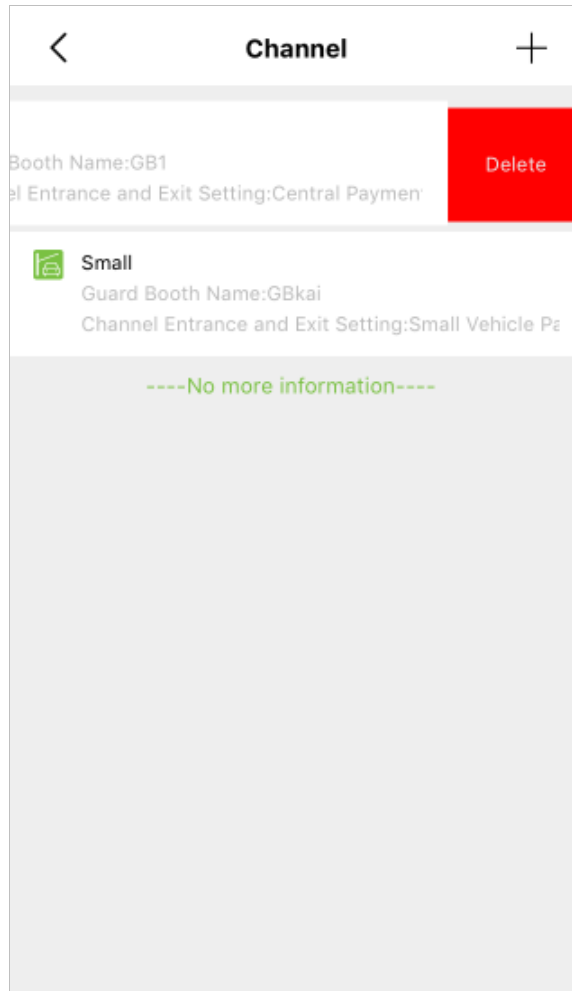 Channel
Booth Name:GB1
Delete
Entrance and Exit Setting:Central Paymen
Small
Guard Booth Name:GBkai
Channel Entrance and Exit Setting:Small Vehicle Pa
----No more information----